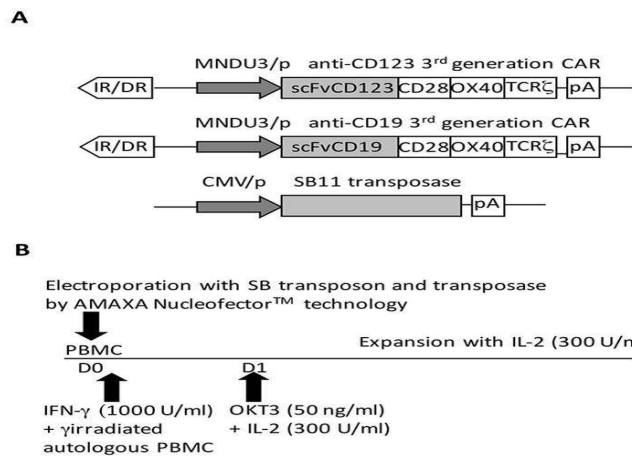 A
MNDU3/p anti-CD123 3rd generation CAR
IR/DR scFvCD123 CD28 OX40 TCRζ pA
MNDU3/p anti-CD19 3rd generation CAR
IR/DR scFvCD19 CD28 OX40 TCRζ pA
CMV/p SB11 transposase
pA
B
Electroporation with SB transposon and transposase
by AMAXA Nucleofector™ technology
Expansion with IL-2 (300 U/m
PBMC
D0 D1
IFN-γ (1000 U/ml) OKT3 (50 ng/ml)
+ γirradiated + IL-2 (300 U/ml)
autologous PBMC